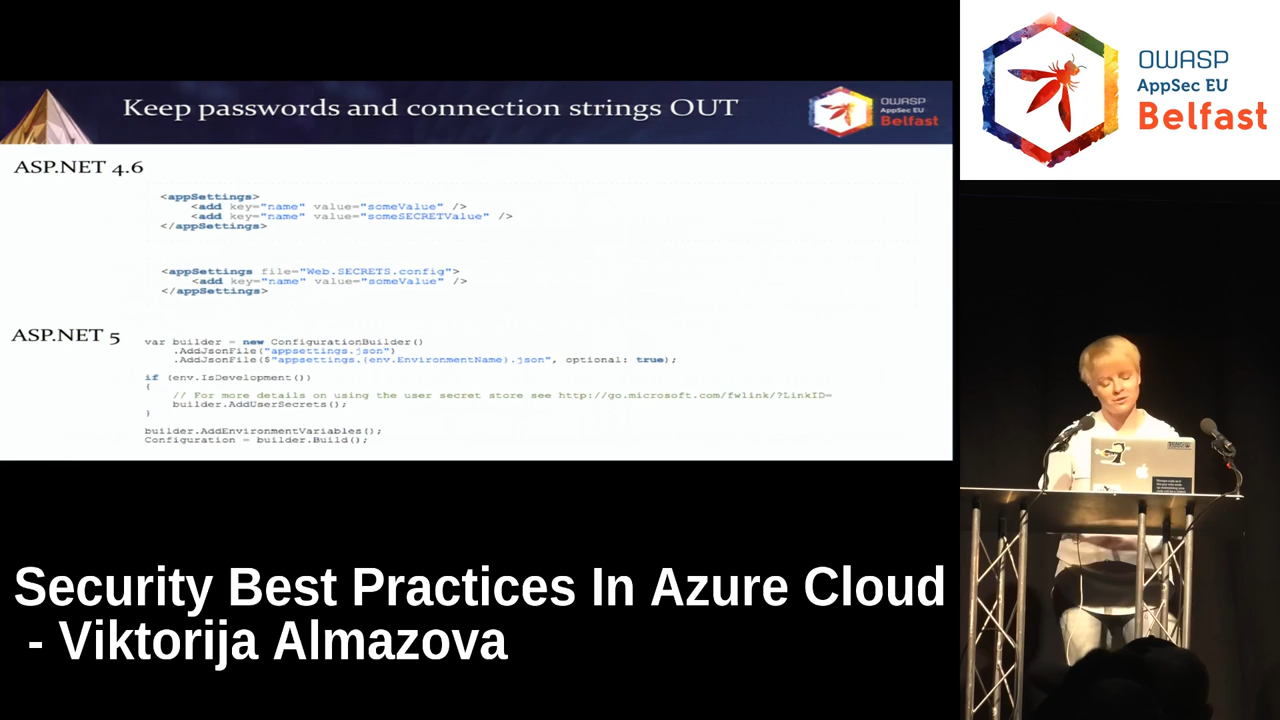 Keep passwords and connection strings OUT
OWASP
AppSec EU
Belfast
ASP.NET 4.6
<appSettings>
<add key="name" value="someValue" />
<add key="name" value="someSECRETValue" />
</appSettings>
<appSettings file="Web.SECRETS.config">
<add key="name" value="someValue" />
</appSettings>
ASP.NET 5
var builder = new ConfigurationBuilder()
.AddJsonFile("appsettings.json")
.AddJsonFile($"appsettings.{env.EnvironmentName}.json", optional: true);
if (env.IsDevelopment())
{
// For more details on using the user secret store see http://go.microsoft.com/fwlink/?LinkID=
builder.AddUserSecrets();
}
builder.AddEnvironmentVariables();
Configuration = builder.Build();
OWASP
AppSec EU
Belfast
Security Best Practices In Azure Cloud
- Viktorija Almazova